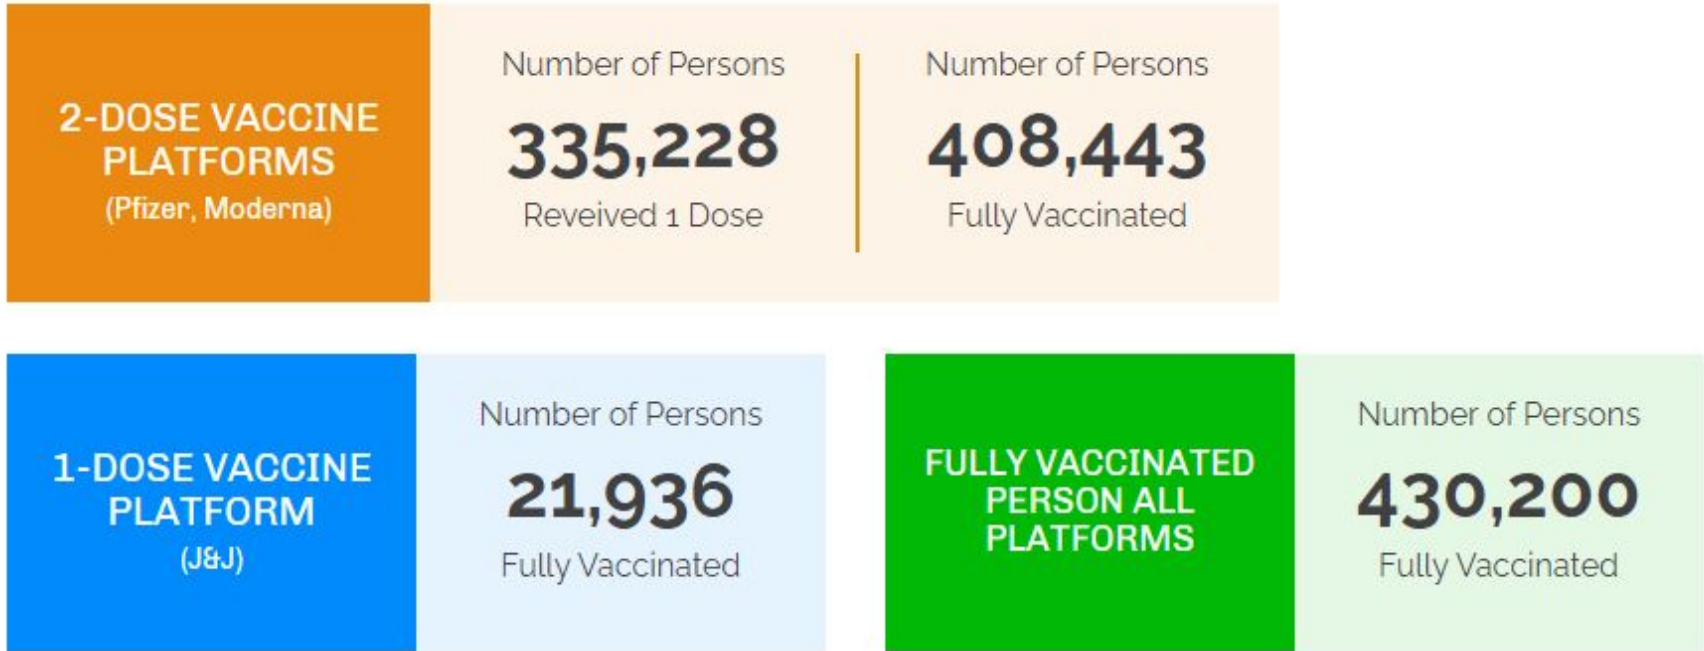 2-DOSE VACCINE
PLATFORMS
(Pfizer, Moderna)
Number of Persons
335,228
Reveived 1 Dose
Number of Persons
408,443
Fully Vaccinated
1-DOSE VACCINE
PLATFORM
(J&J)
Number of Persons
21,936
Fully Vaccinated
FULLY VACCINATED
PERSON ALL
PLATFORMS
Number of Persons
430,200
Fully Vaccinated